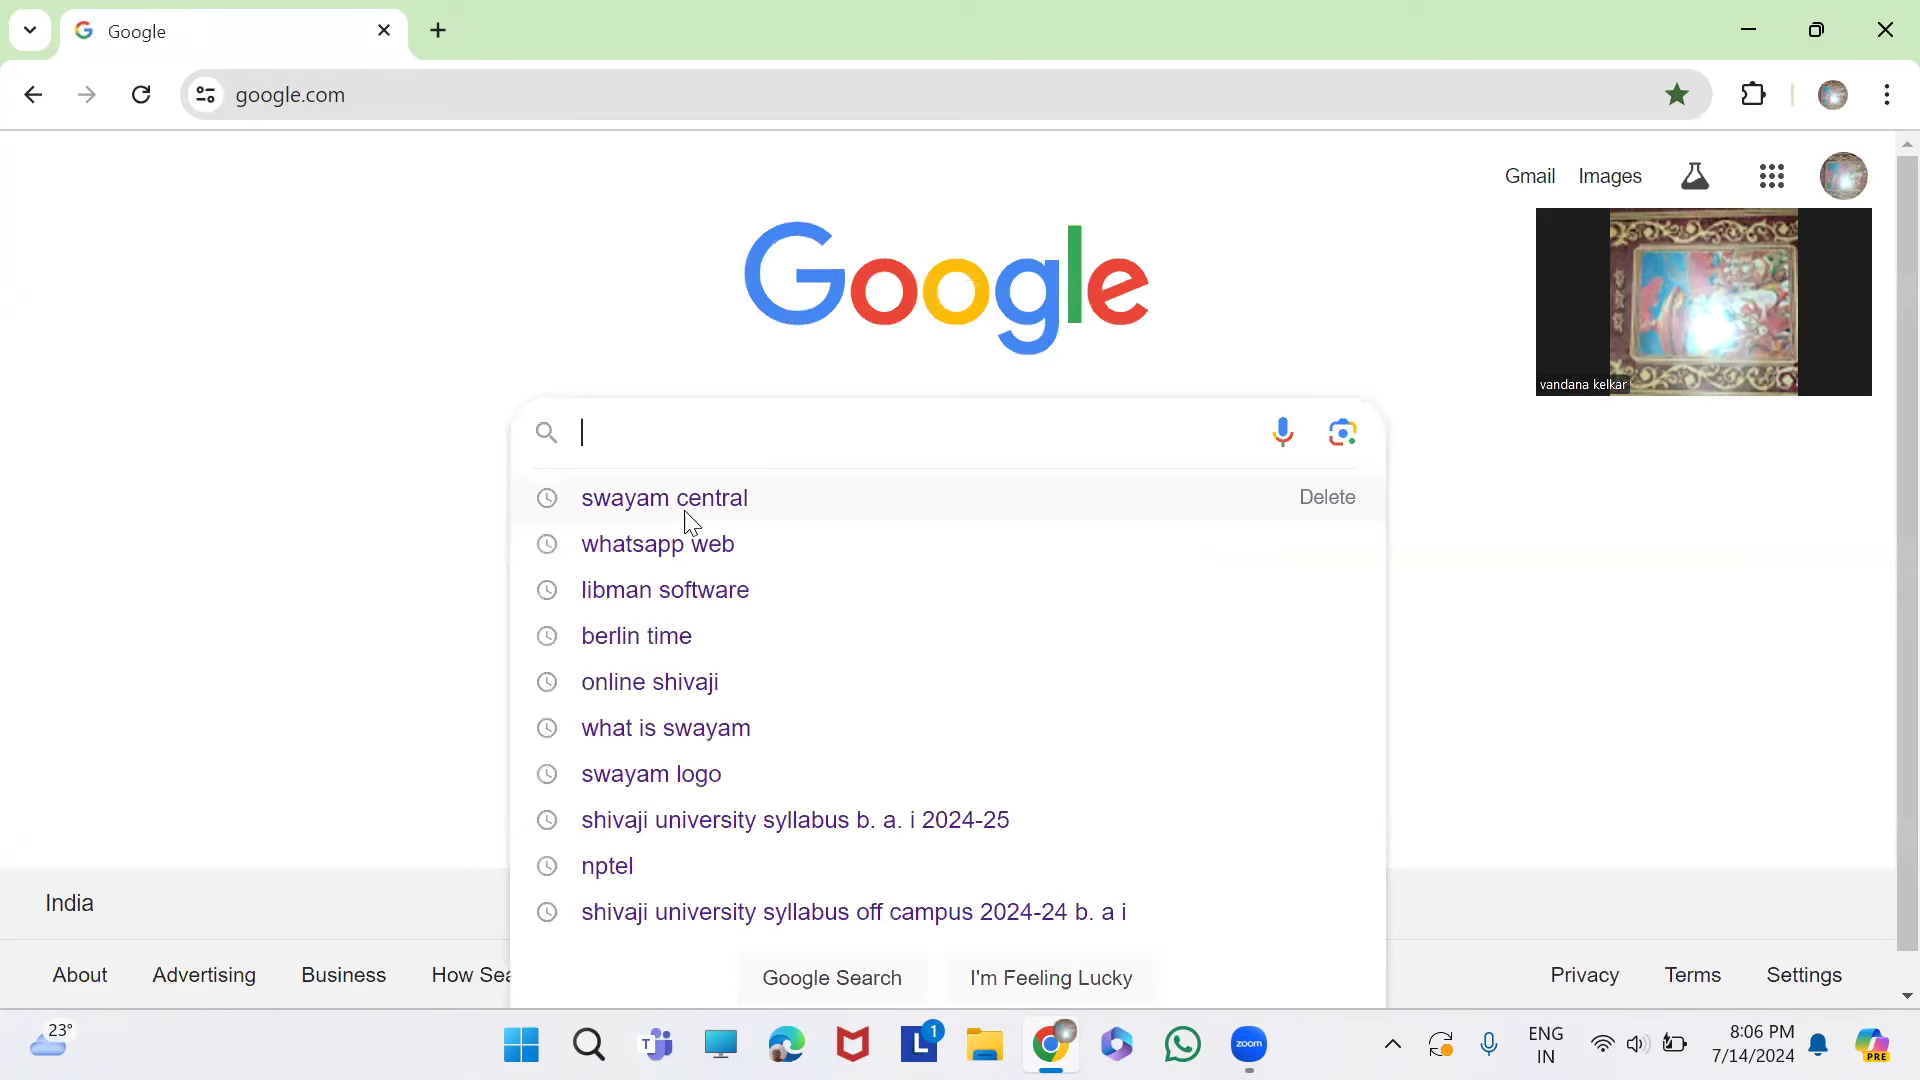 Google
google.com
Gmail Images
Google
vandana kelkar
swayam central Delete
whatsapp web
libman software
berlin time
online shivaji
what is swayam
swayam logo
shivaji university syllabus b. a. i 2024-25
nptel
shivaji university syllabus off campus 2024-24 b. a i
Google Search I'm Feeling Lucky
India
About Advertising Business How Sea Privacy Terms Settings
23°
T
L 1
zoom
ENG
IN
8:06 PM
7/14/2024
PRE